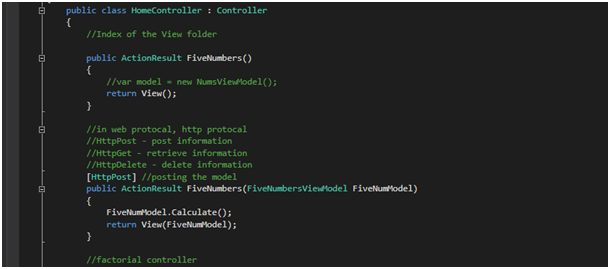 public class HomeController : Controller
{
//Index of the View folder
public ActionResult FiveNumbers()
{
//var model = new NumsViewModel();
return View();
}
//in web protocal, http protocal
//HttpPost - post information
//HttpGet - retrieve information
//HttpDelete - delete information
[HttpPost] //posting the model
public ActionResult FiveNumbers(FiveNumbersViewModel FiveNumModel)
{
FiveNumModel.Calculate();
return View(FiveNumModel);
}
//factorial controller